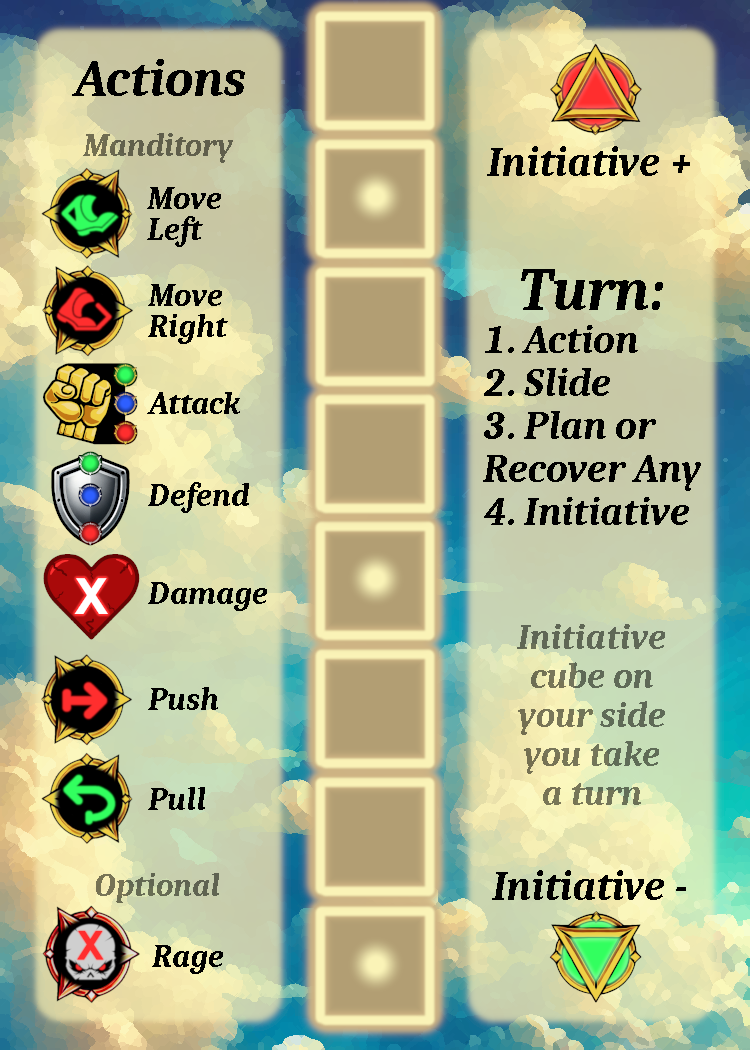 Actions
Manditory
Move
Left
Move
Right
Attack
Defend
X
Damage
Push
Pull
Optional
X
Rage
Initiative +
Turn:
1. Action
2. Slide
3. Plan or
Recover Any
4. Initiative
Initiative
cube on
your side
you take
a turn
Initiative -